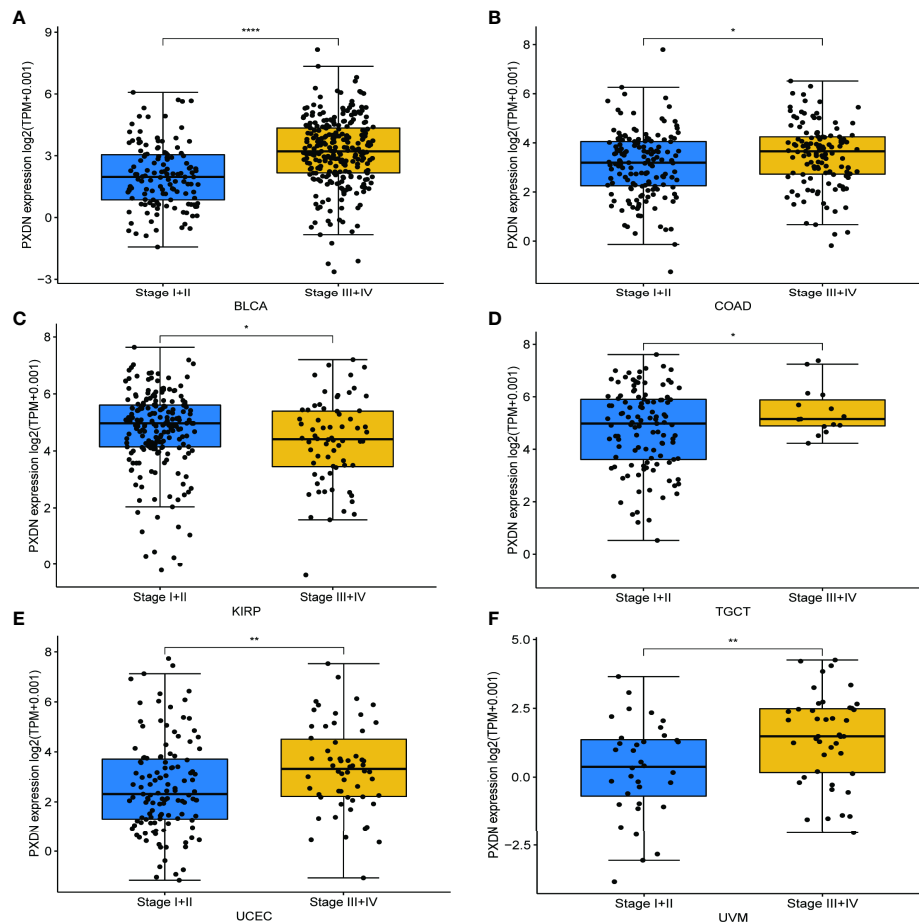 A
PXDN expression log2(TPM+0.001)
9
6
3
0
−3
****
Stage I+II
Stage III+IV
BLCA
B
PXDN expression log2(TPM+0.001)
8
6
4
2
0
*
Stage I+II
Stage III+IV
COAD
C
PXDN expression log2(TPM+0.001)
8
6
4
2
0
*
Stage I+II
Stage III+IV
KIRP
D
PXDN expression log2(TPM+0.001)
8
6
4
2
0
*
Stage I+II
Stage III+IV
TGCT
E
PXDN expression log2(TPM+0.001)
8
6
4
2
0
**
Stage I+II
Stage III+IV
UCEC
F
PXDN expression log2(TPM+0.001)
5.0
2.5
0.0
−2.5
**
Stage I+II
Stage III+IV
UVM